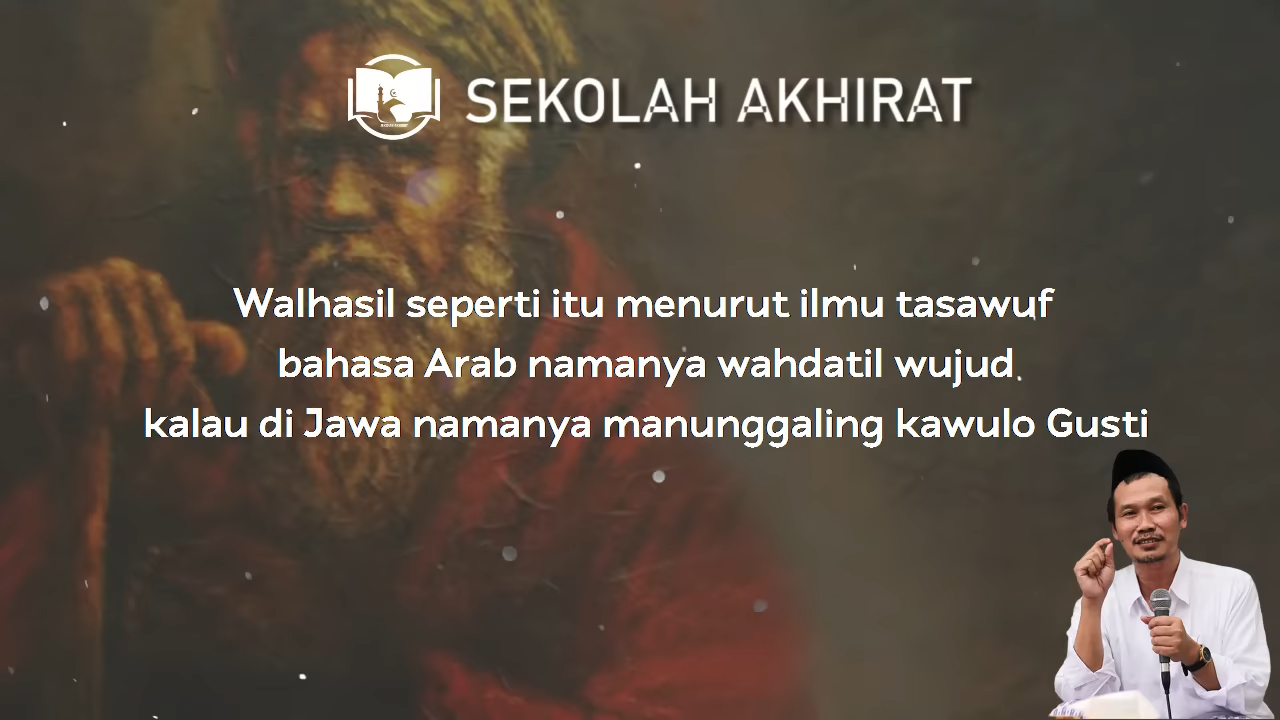 SEKOLAH AKHIRAT
Walhasil seperti itu menurut ilmu tasawuf
bahasa Arab namanya wahdatil wujud
kalau di Jawa namanya manunggaling kawulo Gusti